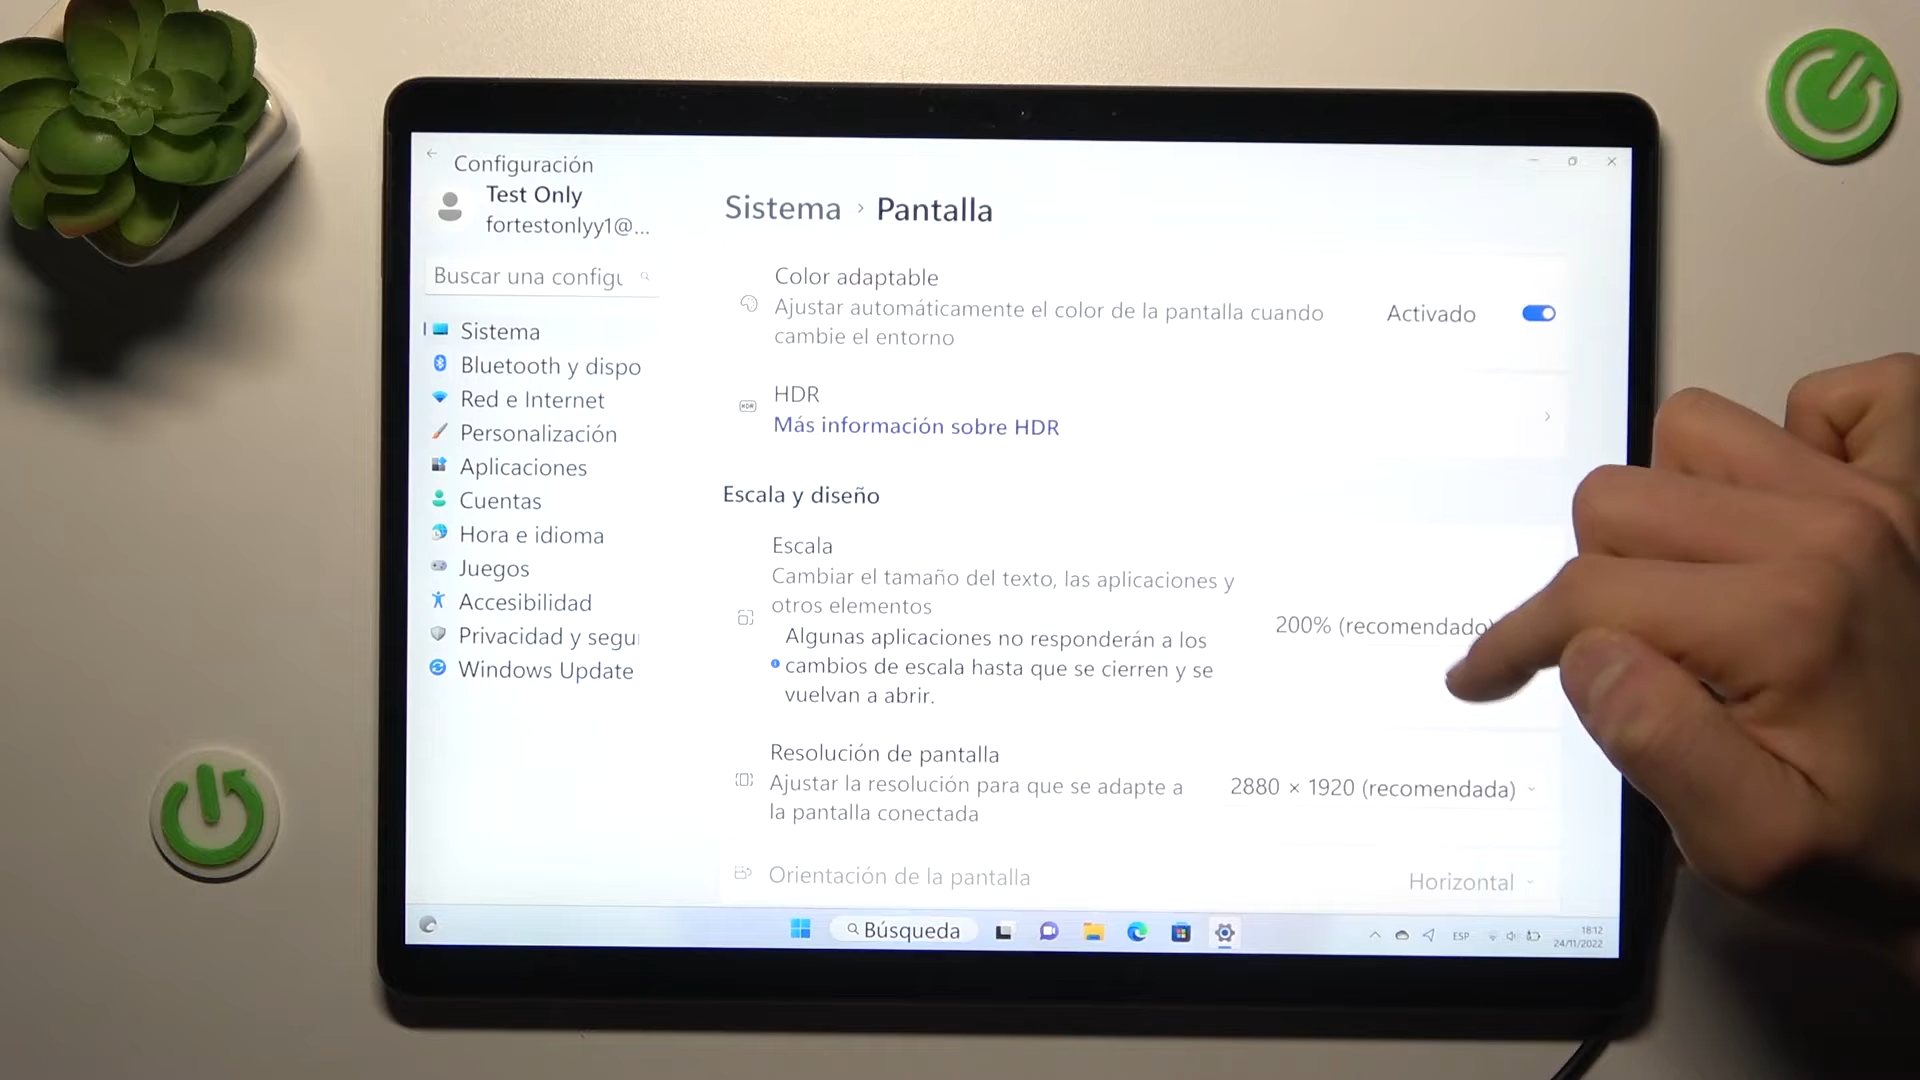 Configuración
Test Only
fortestonlyy1@...
Buscar una configu
Sistema
Bluetooth y dispo
Red e Internet
Personalización
Aplicaciones
Cuentas
Hora e idioma
Juegos
Accesibilidad
Privacidad y segu
Windows Update
Sistema › Pantalla
Color adaptable
Ajustar automáticamente el color de la pantalla cuando
cambie el entorno
Activado
HDR
HDR
Más información sobre HDR
Escala y diseño
Escala
Cambiar el tamaño del texto, las aplicaciones y
otros elementos
Algunas aplicaciones no responderán a los
cambios de escala hasta que se cierren y se
vuelvan a abrir.
200% (recomendado)
Resolución de pantalla
Ajustar la resolución para que se adapte a
la pantalla conectada
2880 × 1920 (recomendada)
Orientación de la pantalla
Horizontal
Búsqueda
ESP
18:12
24/11/2022